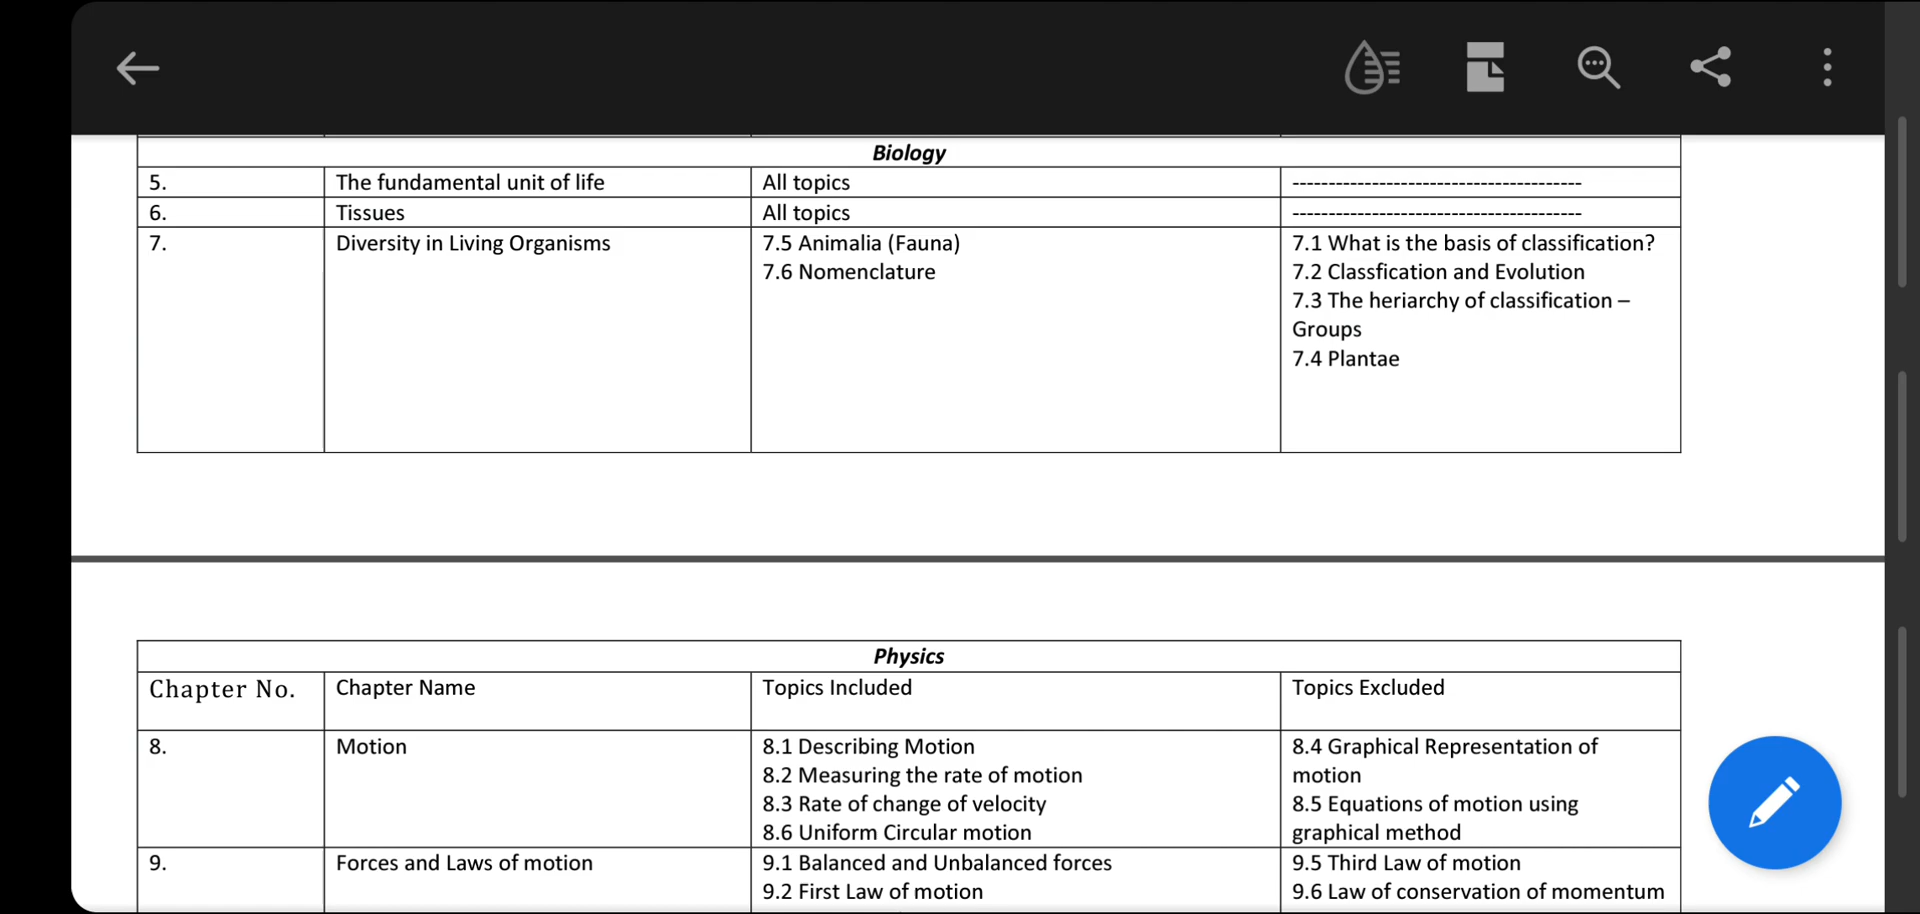 Biology
5. The fundamental unit of life All topics ----------------------------------------
6. Tissues All topics ----------------------------------------
7. Diversity in Living Organisms 7.5 Animalia (Fauna) 7.1 What is the basis of classification?
7.6 Nomenclature 7.2 Classfication and Evolution
7.3 The heriarchy of classification –
Groups
7.4 Plantae
Physics
Chapter No. Chapter Name Topics Included Topics Excluded
8. Motion 8.1 Describing Motion 8.4 Graphical Representation of
8.2 Measuring the rate of motion motion
8.3 Rate of change of velocity 8.5 Equations of motion using
8.6 Uniform Circular motion graphical method
9. Forces and Laws of motion 9.1 Balanced and Unbalanced forces 9.5 Third Law of motion
9.2 First Law of motion 9.6 Law of conservation of momentum